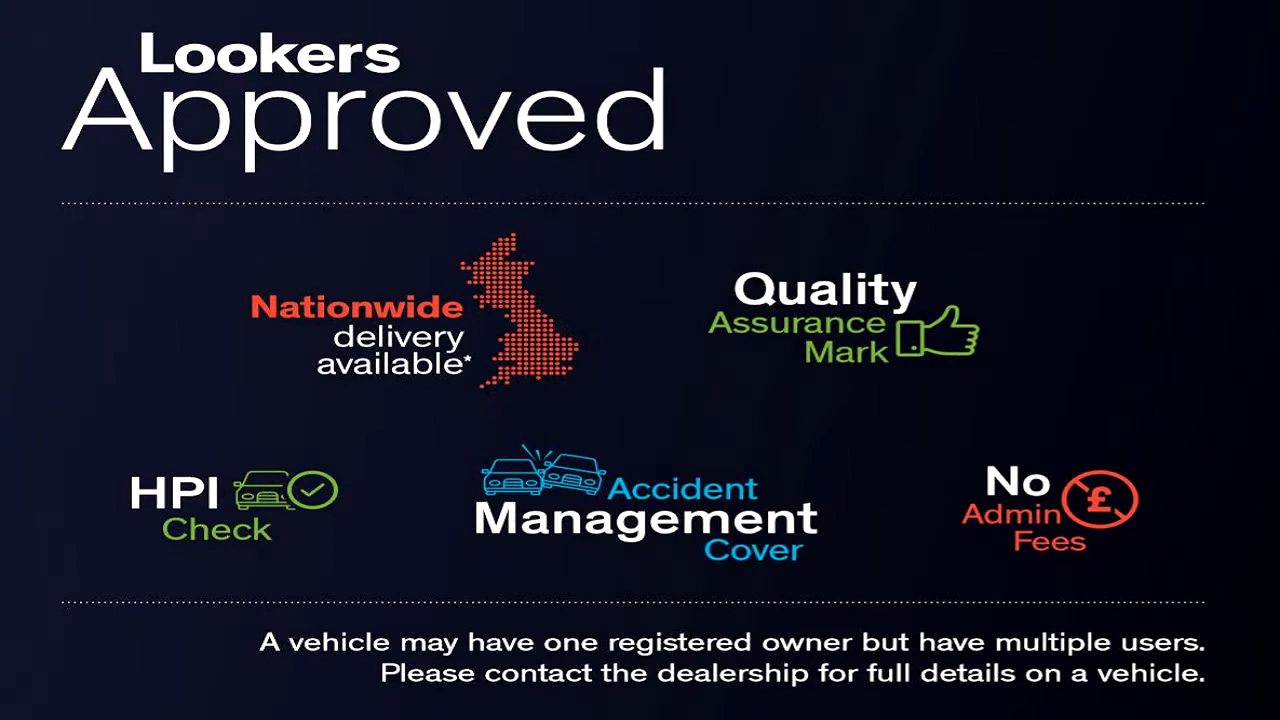 Lookers
Approved
Nationwide
delivery
available*
Quality
Assurance
Mark
HPI
Check
Accident
Management
Cover
No
Admin
£
Fees
A vehicle may have one registered owner but have multiple users.
Please contact the dealership for full details on a vehicle.